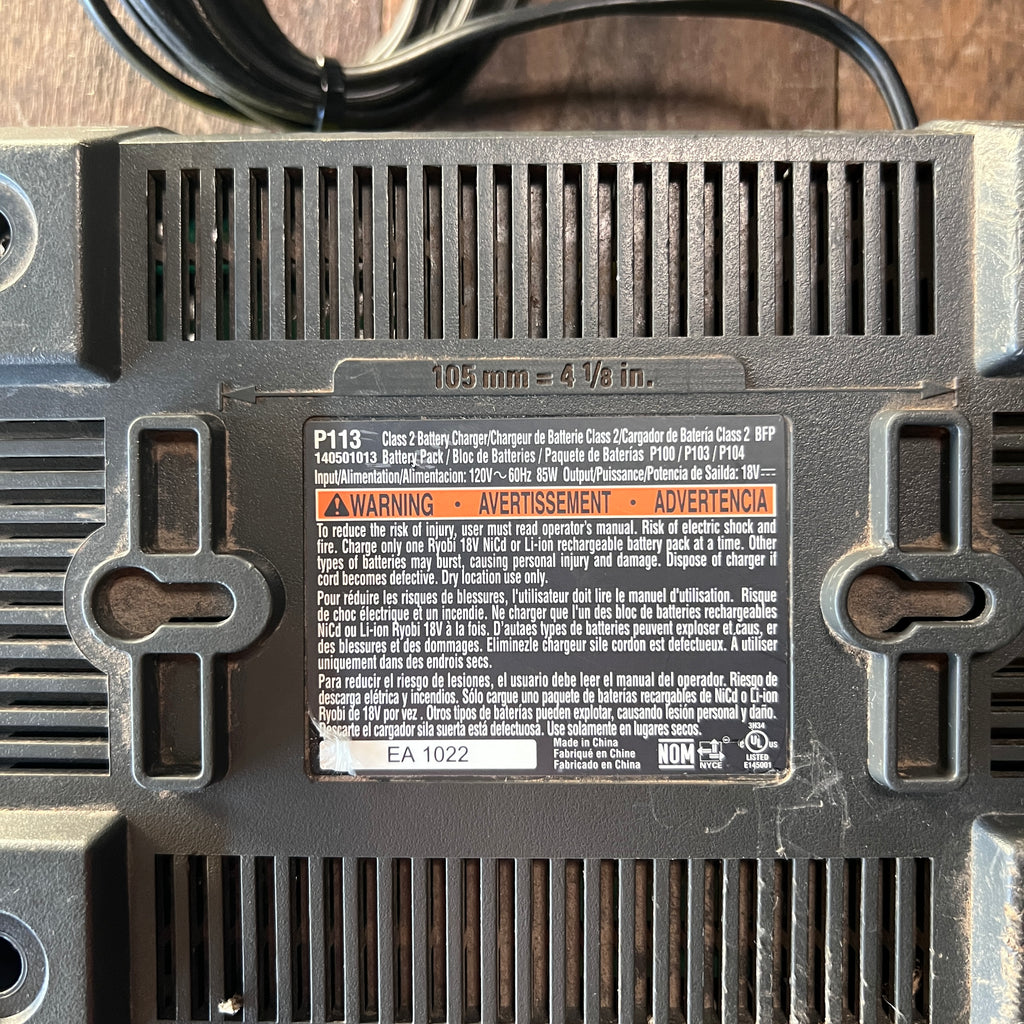 105 mm = 4 1/8 in.
P113 Class 2 Battery Charger/Chargeur de Batterie Class 2/Cargador de Batería Class 2 BFP
140501013 Battery Pack / Bloc de Batteries / Paquete de Baterías P100 / P103 / P104
Input/Alimentation/Alimentacion: 120V ~ 60Hz 85W Output/Puissance/Potencia de Sailda: 18V⎓
WARNING · AVERTISSEMENT · ADVERTENCIA
To reduce the risk of injury, user must read operator's manual. Risk of electric shock and
fire. Charge only one Ryobi 18V NiCd or Li-ion rechargeable battery pack at a time. Other
types of batteries may burst, causing personal injury and damage. Dispose of charger if
cord becomes defective. Dry location use only.
Pour réduire les risques de blessures, l'utilisateur doit lire le manuel d'utilisation. Risque
de choc électrique et un incendie. Ne charger que l'un des bloc de batteries rechargeables
NiCd ou Li-ion Ryobi 18V à la fois. D'autaes types de batteries peuvent exploser et caus, er
des blessures et des dommages. Eliminezle chargeur sile cordon est defectueux. A utiliser
uniquement dans des endrois secs.
Para reducir el riesgo de lesiones, el usuario debe leer el manual del operador. Riesgo de
descarga elétrica y incendios. Sólo cargue uno paquete de baterias recargables de NiCd o Li-ion
Ryobi de 18V por vez . Otros tipos de baterías pueden explotar, causando lesión personal y daño.
Descarte el cargador sila suerta está defectuosa. Use solamente en lugares secos.
EA 1022
Made in China
Fabriqué en Chine
Fabricado en China
NOM
NYCE
3H34
c UL us
LISTED
E145001